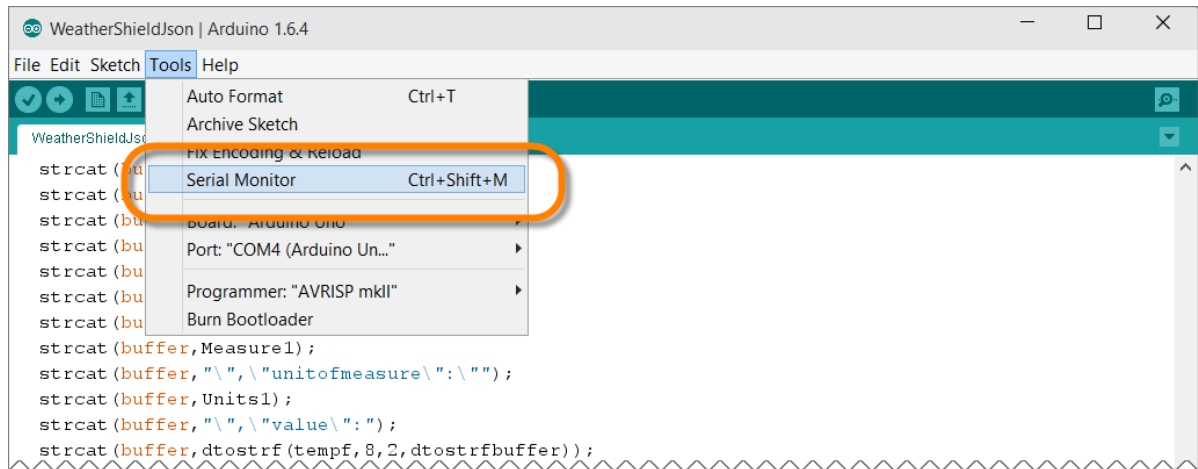 WeatherShieldJson | Arduino 1.6.4
File Edit Sketch Tools Help
Auto Format Ctrl+T
Archive Sketch
WeatherShieldJso
Fix Encoding & Reload
strcat(bu
Serial Monitor Ctrl+Shift+M
strcat(bu
strcat(bu
Board: "Arduino Uno"
strcat(bu
Port: "COM4 (Arduino Un..."
strcat(bu
strcat(bu
Programmer: "AVRISP mkII"
strcat(bu
Burn Bootloader
strcat(buffer,Measure1);
strcat(buffer,"\",\"unitofmeasure\":\"");
strcat(buffer,Units1);
strcat(buffer,"\",\"value\":");
strcat(buffer,dtostrf(tempf,8,2,dtostrfbuffer));